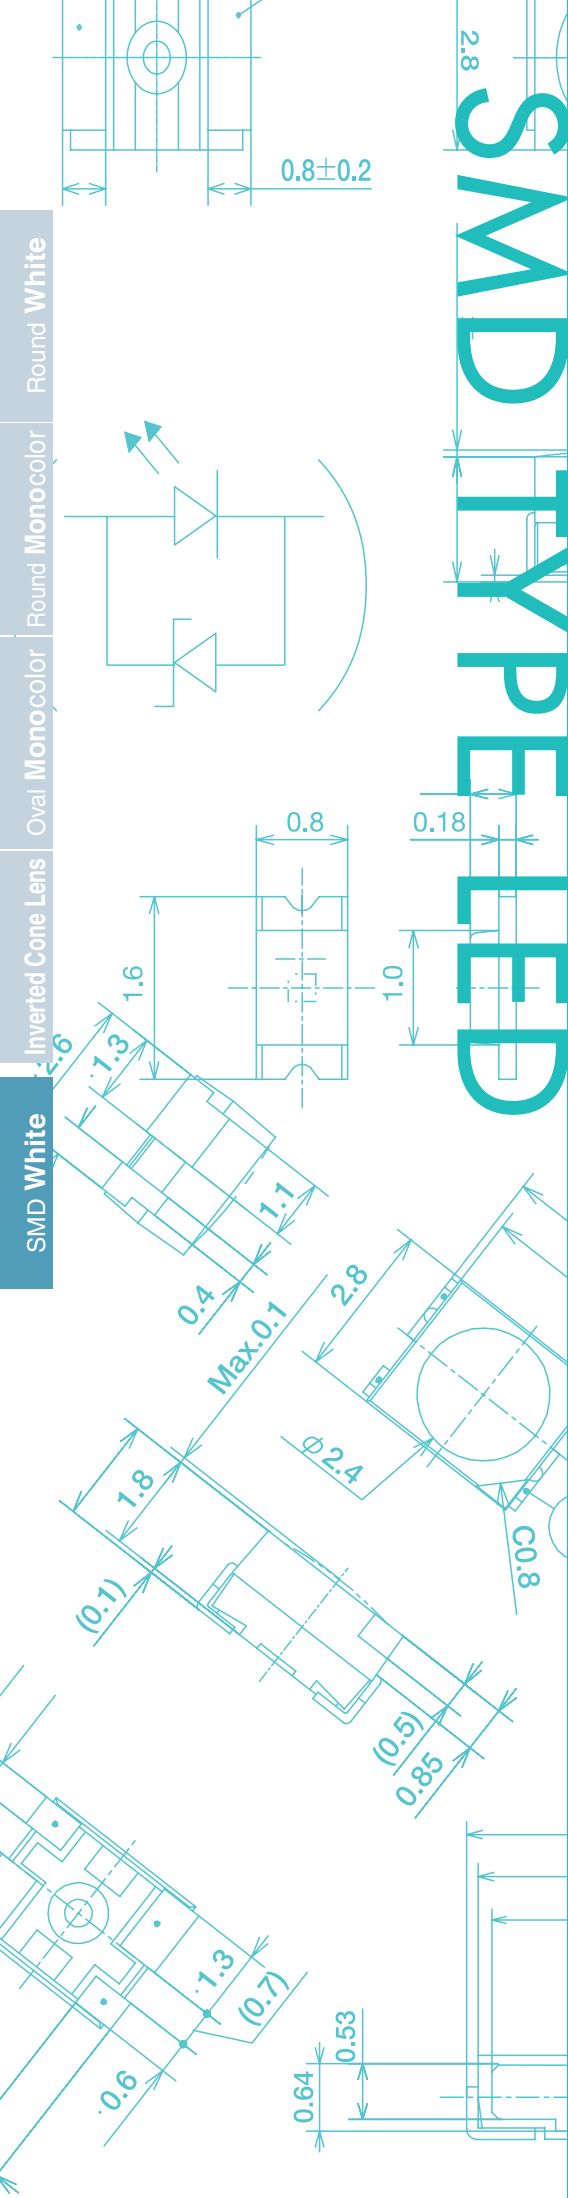 2.8
0.8±0.2
SMD TYPE LED
Round White
Round Monocolor
Oval Monocolor
Inverted Cone Lens
SMD White
0.8
0.18
1.6
1.0
2.6
1.3
1.1
0.4
Max.0.1
2.8
ϕ2.4
C0.8
1.8
(0.1)
(0.5)
0.85
1.3
(0.7)
0.6
0.53
0.64